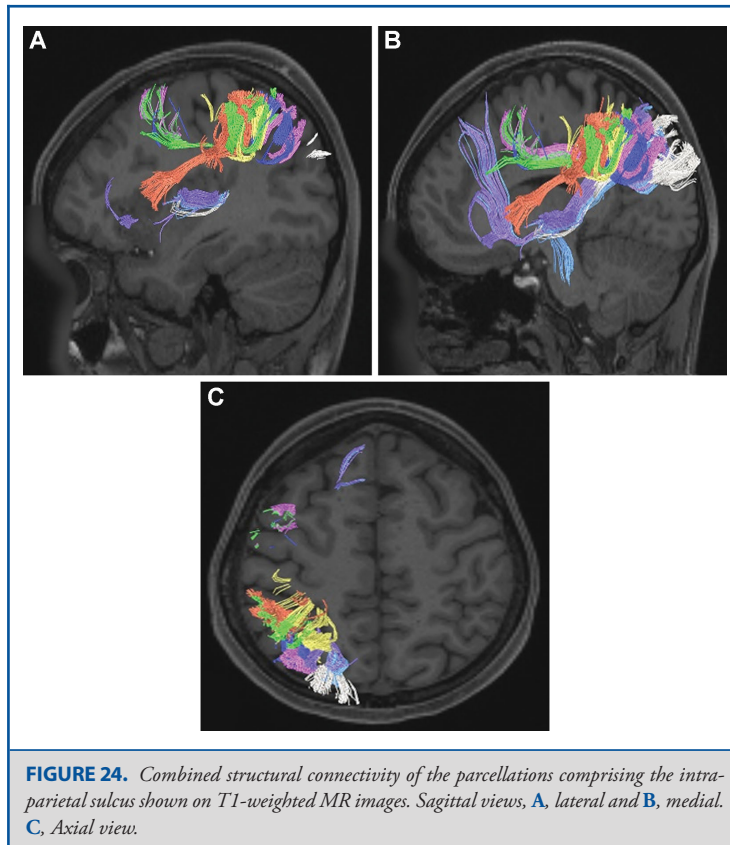 A
B
C
FIGURE 24. Combined structural connectivity of the parcellations comprising the intra-
parietal sulcus shown on T1-weighted MR images. Sagittal views, A, lateral and B, medial.
C, Axial view.